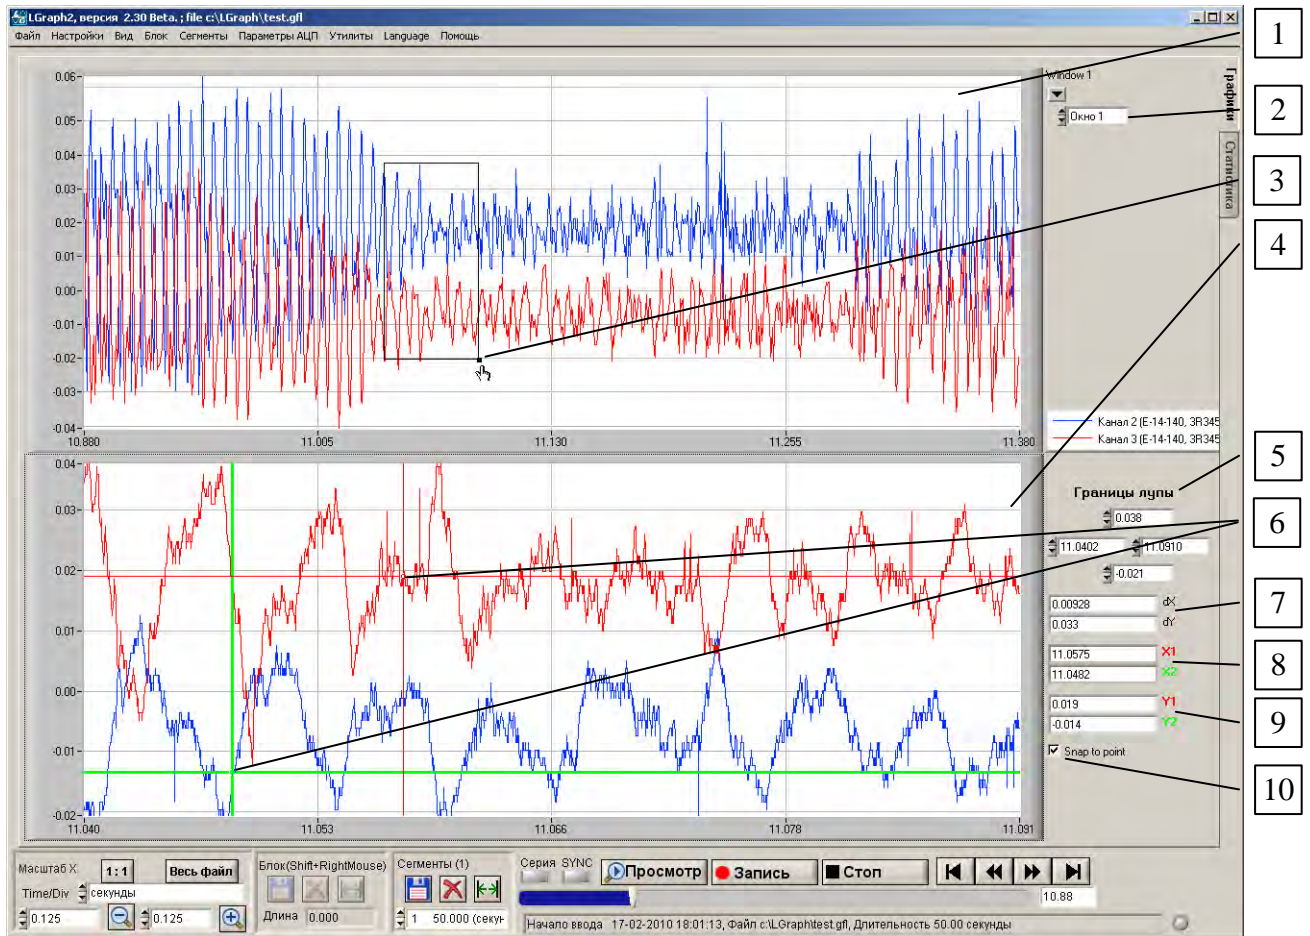 LGraph2, версия 2.30 Beta. ; file c:\LGraph\test.gfl
Файл Настройки Вид Блок Сегменты Параметры АЦП Утилиты Language Помощь
1
2
3
4
5
6
7
8
9
10
Window 1
Окно 1
Графики
Статистика
0.06
0.05
0.04
0.03
0.02
0.01
0.00
-0.01
-0.02
-0.03
-0.04
10.880 11.005 11.130 11.255 11.380
Канал 2 (E-14-140, 3R345
Канал 3 (E-14-140, 3R345
0.04
0.03
0.02
0.01
0.00
-0.01
-0.02
11.040 11.053 11.066 11.078 11.091
Границы лупы
0.038
11.0402 11.0910
-0.021
0.00928 dX
0.033 dY
11.0575 X1
11.0482 X2
0.019 Y1
-0.014 Y2
Snap to point
Масштаб X 1:1 Весь файл
Time/Div секунды
0.125 0.125
Блок(Shift+RightMouse)
Длина 0.000
Сегменты (1)
1 50.000 (секун
Серия SYNC Просмотр Запись Стоп
10.88
Начало ввода 17-02-2010 18:01:13, Файл c:\LGraph\test.gfl, Длительность 50.00 секунды